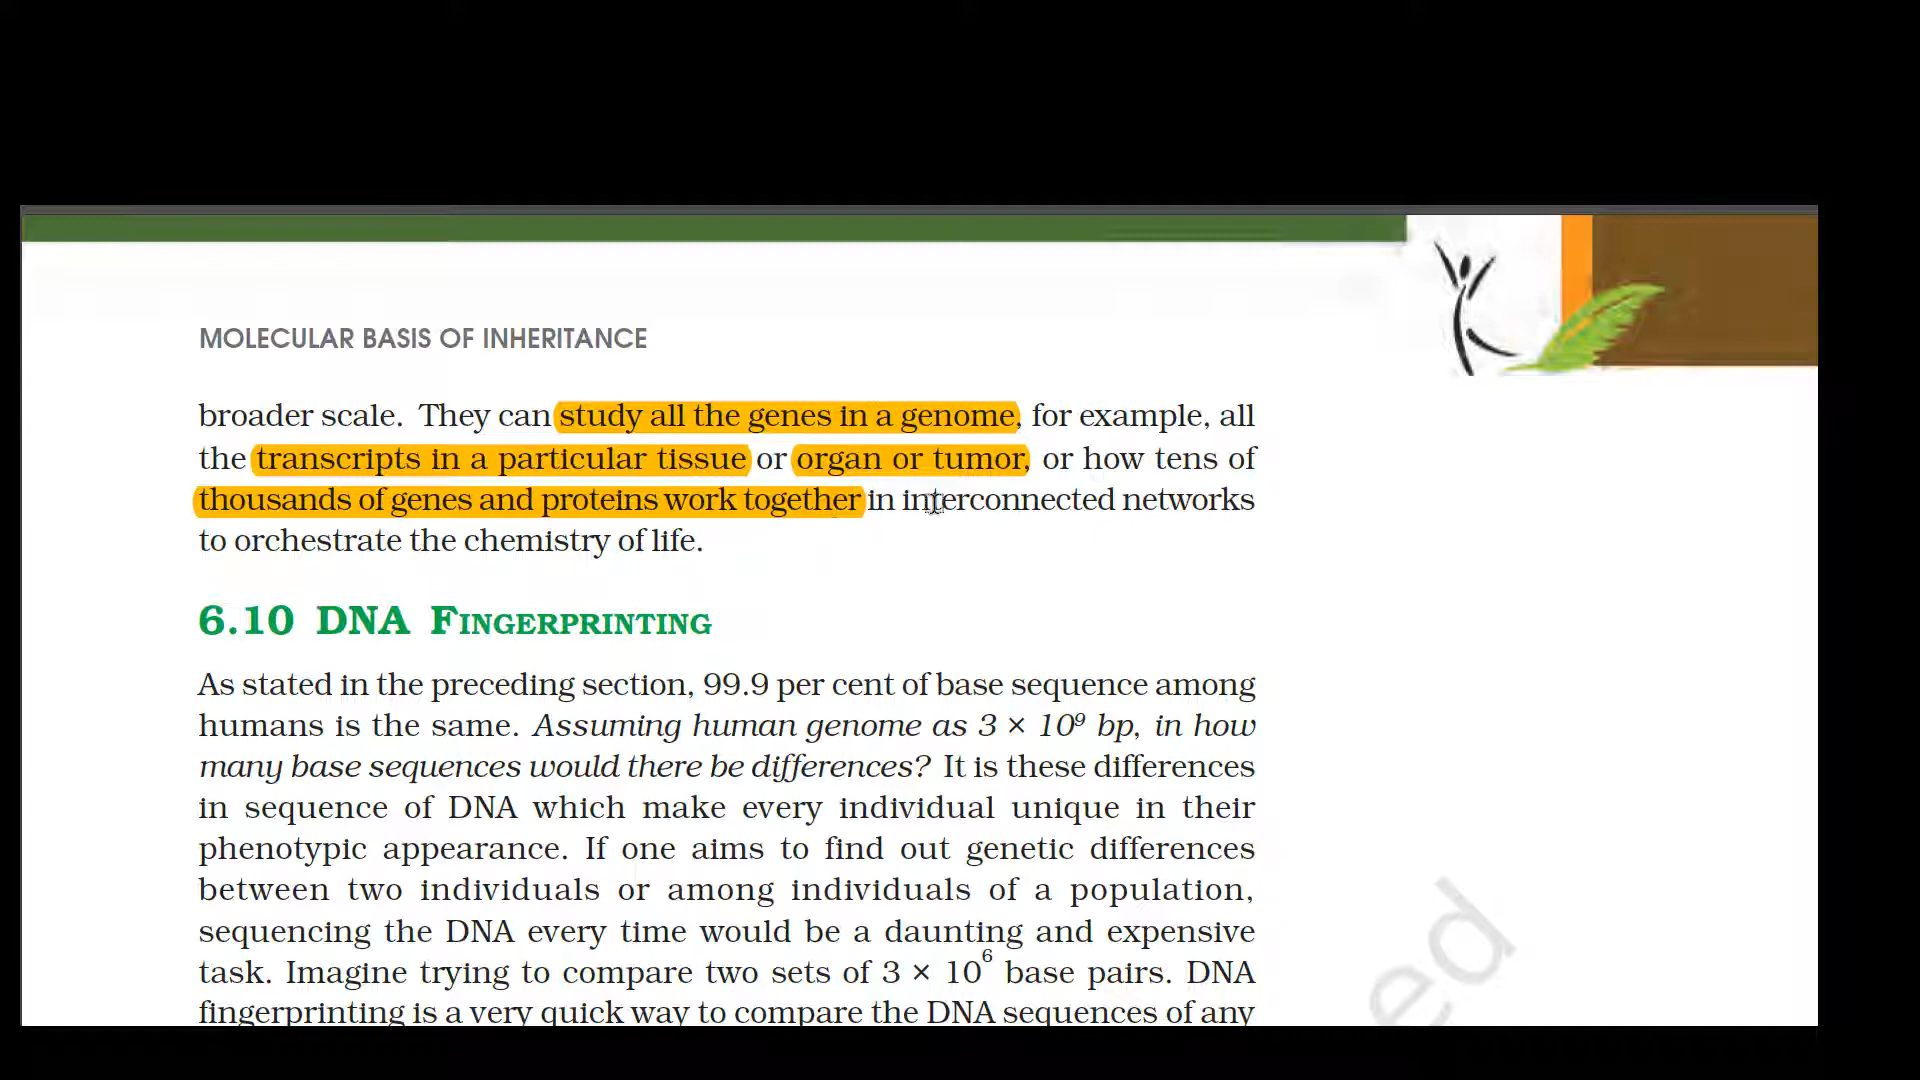 MOLECULAR BASIS OF INHERITANCE
broader scale. They can study all the genes in a genome, for example, all
the transcripts in a particular tissue or organ or tumor, or how tens of
thousands of genes and proteins work together in interconnected networks
to orchestrate the chemistry of life.
6.10 DNA FINGERPRINTING
As stated in the preceding section, 99.9 per cent of base sequence among
humans is the same. Assuming human genome as 3 × 10⁹ bp, in how
many base sequences would there be differences? It is these differences
in sequence of DNA which make every individual unique in their
phenotypic appearance. If one aims to find out genetic differences
between two individuals or among individuals of a population,
sequencing the DNA every time would be a daunting and expensive
task. Imagine trying to compare two sets of 3 × 10⁶ base pairs. DNA
fingerprinting is a very quick way to compare the DNA sequences of any
ed